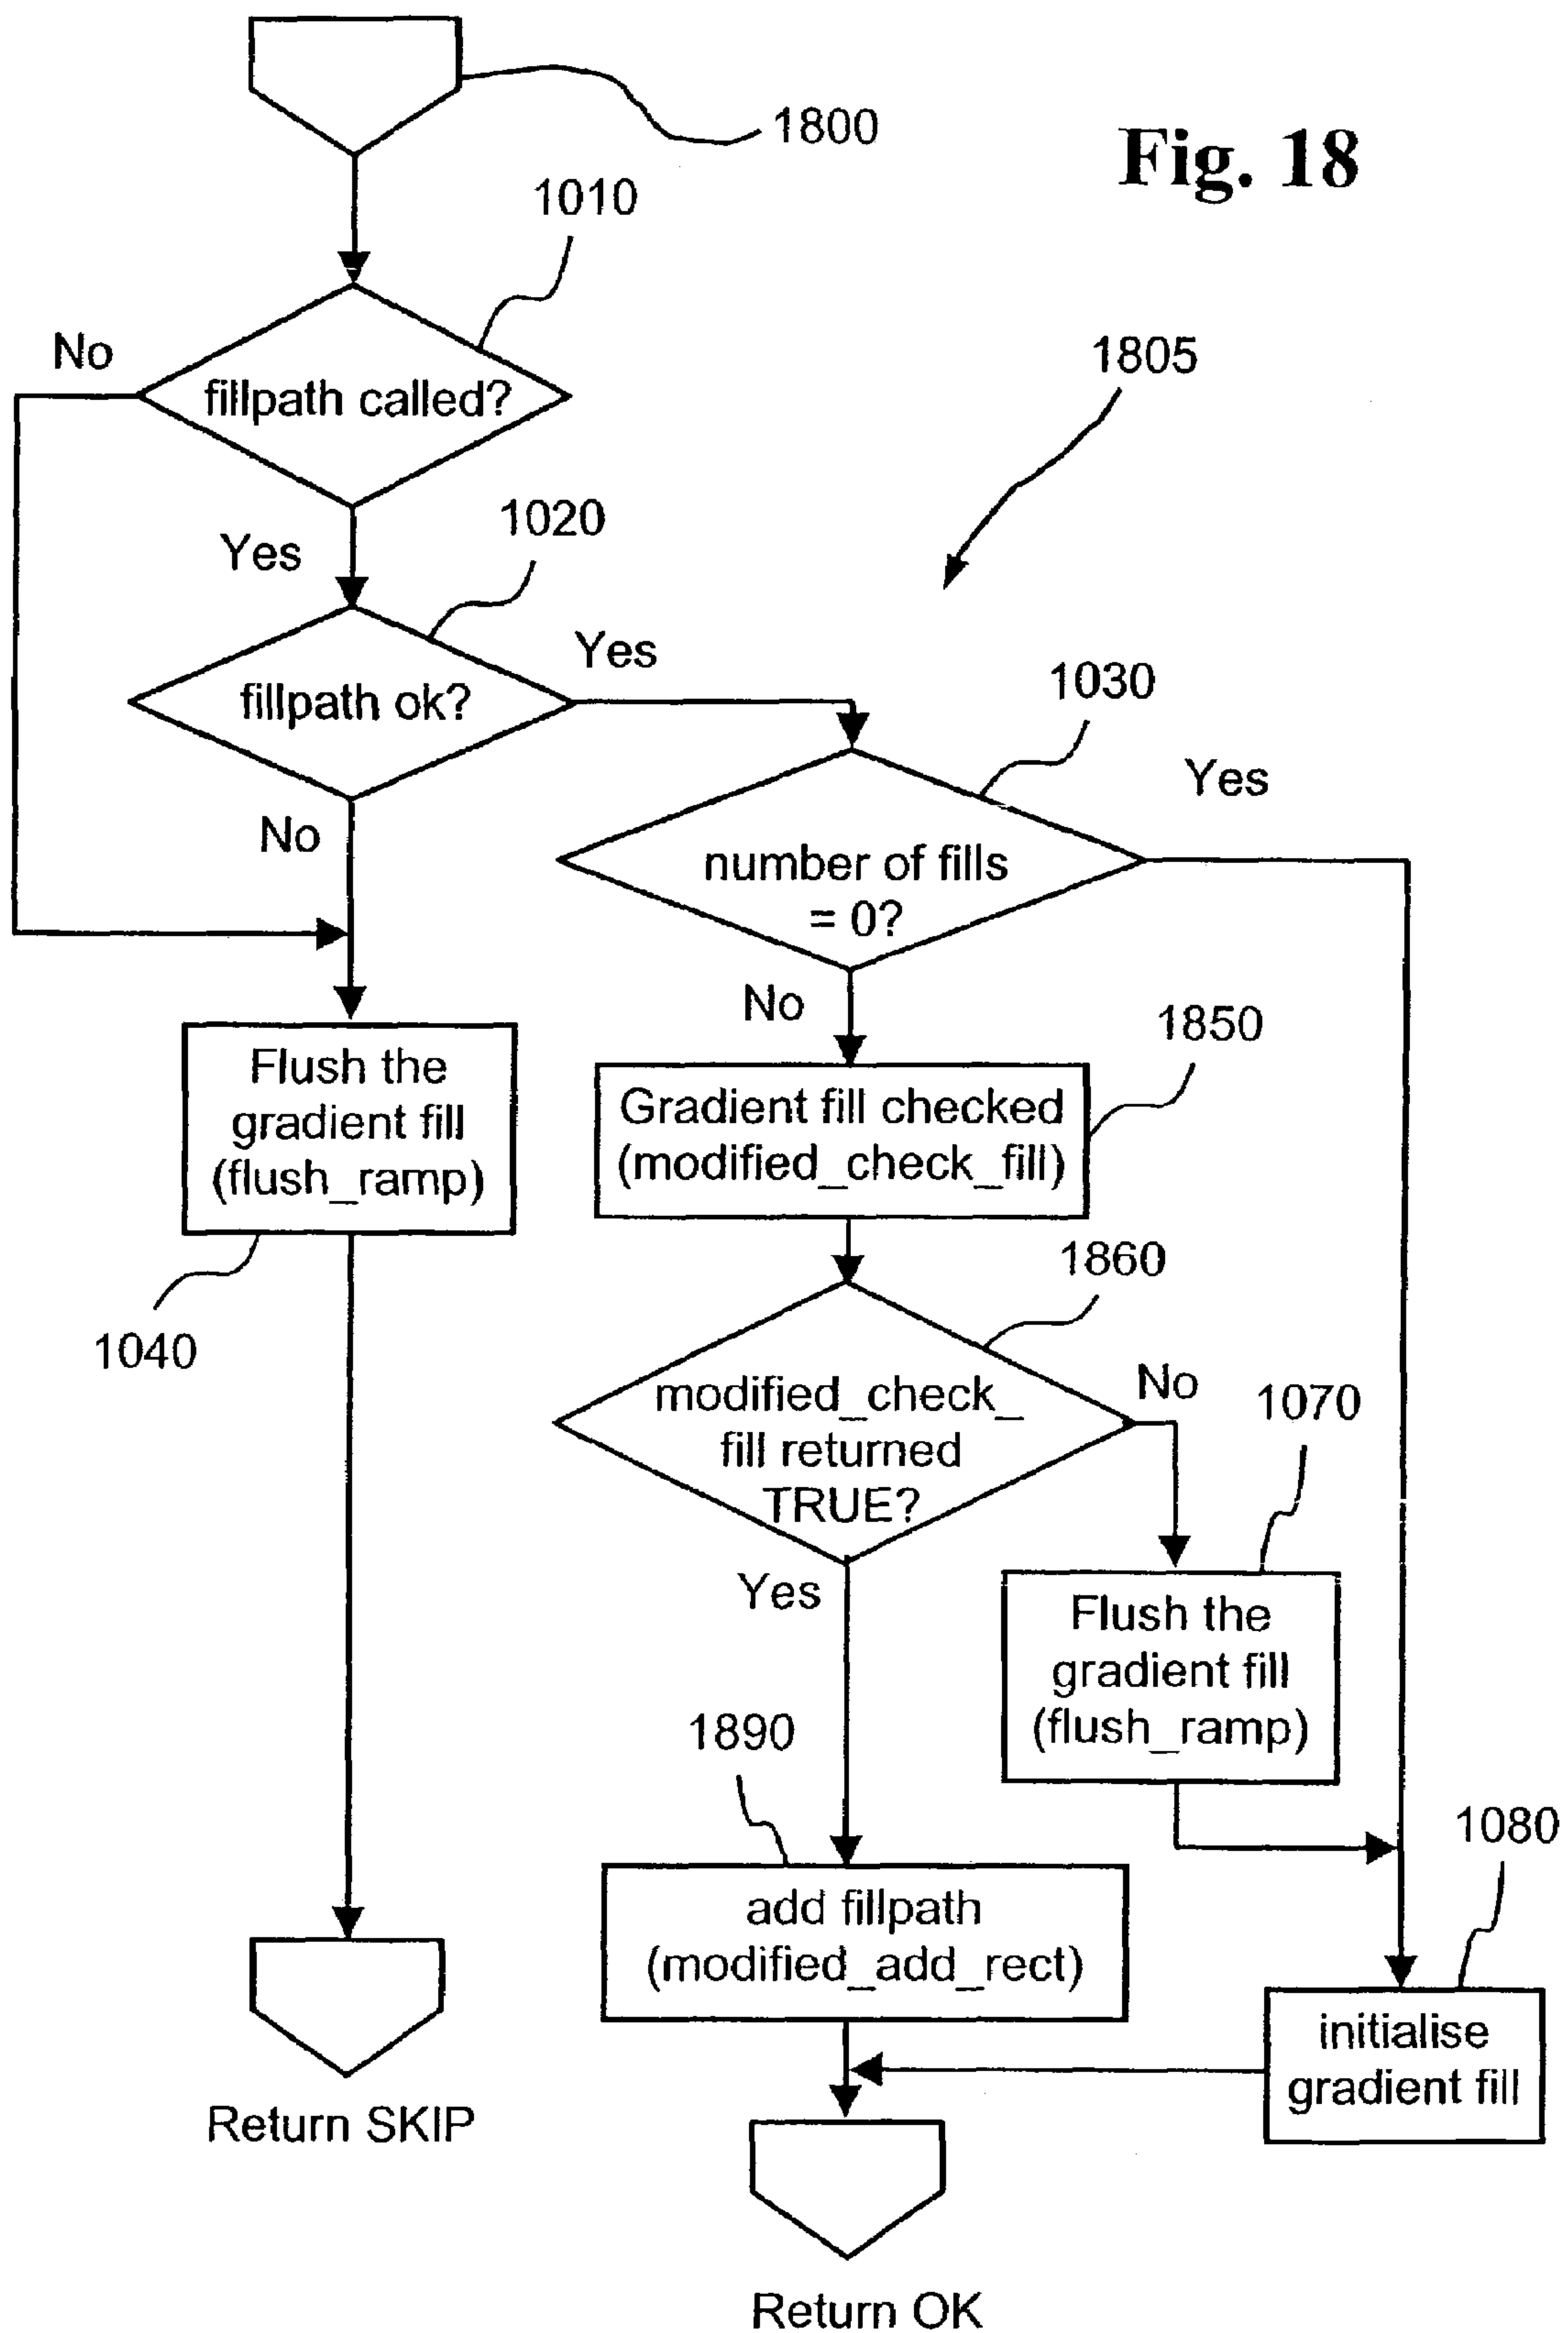 1800
Fig. 18
1010
No
1805
fillpath called?
1020
Yes
Yes
1030
fillpath ok?
Yes
No
number of fills
= 0?
No
1850
Flush the
gradient fill
(flush_ramp)
Gradient fill checked
(modified_check_fill)
1860
1040
No
1070
modified_check_
fill returned
TRUE?
Yes
Flush the
gradient fill
(flush_ramp)
1890
1080
add fillpath
(modified_add_rect)
initialise
gradient fill
Return SKIP
Return OK